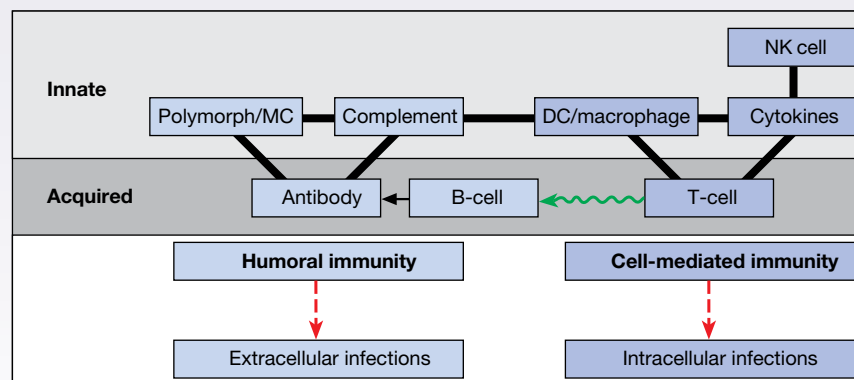 NK cell
Innate
Polymorph/MC Complement DC/macrophage Cytokines
Acquired
Antibody B-cell T-cell
Humoral immunity Cell-mediated immunity
Extracellular infections Intracellular infections